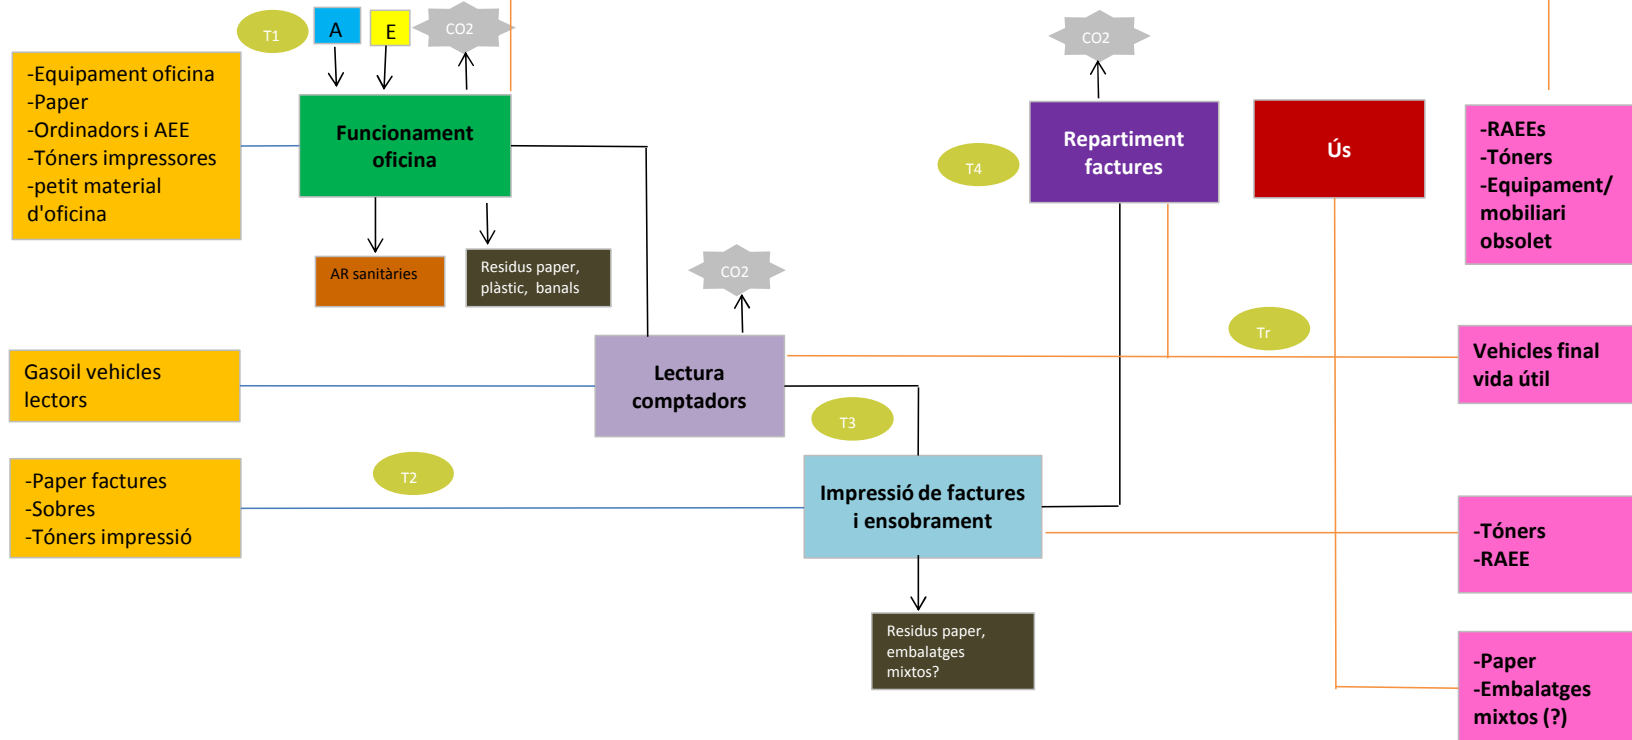 T1
A
E
CO2
CO2
-Equipament oficina
-Paper
-Ordinadors i AEE
-Tóners impressores
-petit material
d'oficina
Funcionament
oficina
T4
Repartiment
factures
Ús
-RAEEs
-Tóners
-Equipament/
mobiliari
obsolet
AR sanitàries
Residus paper,
plàstic, banals
CO2
Tr
Gasoil vehicles
lectors
Lectura
comptadors
Vehicles final
vida útil
T3
T2
-Paper factures
-Sobres
-Tóners impressió
Impressió de factures
i ensobrament
-Tóners
-RAEE
Residus paper,
embalatges
mixtos?
-Paper
-Embalatges
mixtos (?)